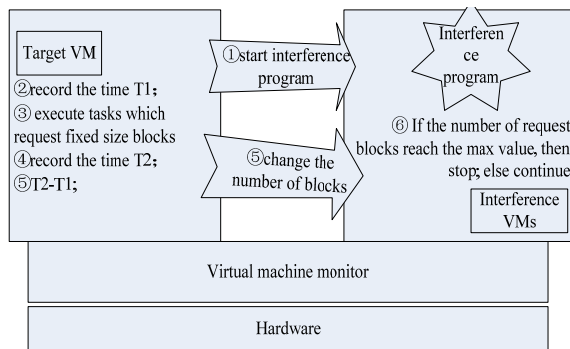 Target VM
②record the time T1;
③ execute tasks which
request fixed size blocks
④record the time T2;
⑤T2-T1;
①start interference
program
⑤change the
number of blocks
Interferen
ce
program
⑥ If the number of request
blocks reach the max value, then
stop; else continue
Interference
VMs
Virtual machine monitor
Hardware